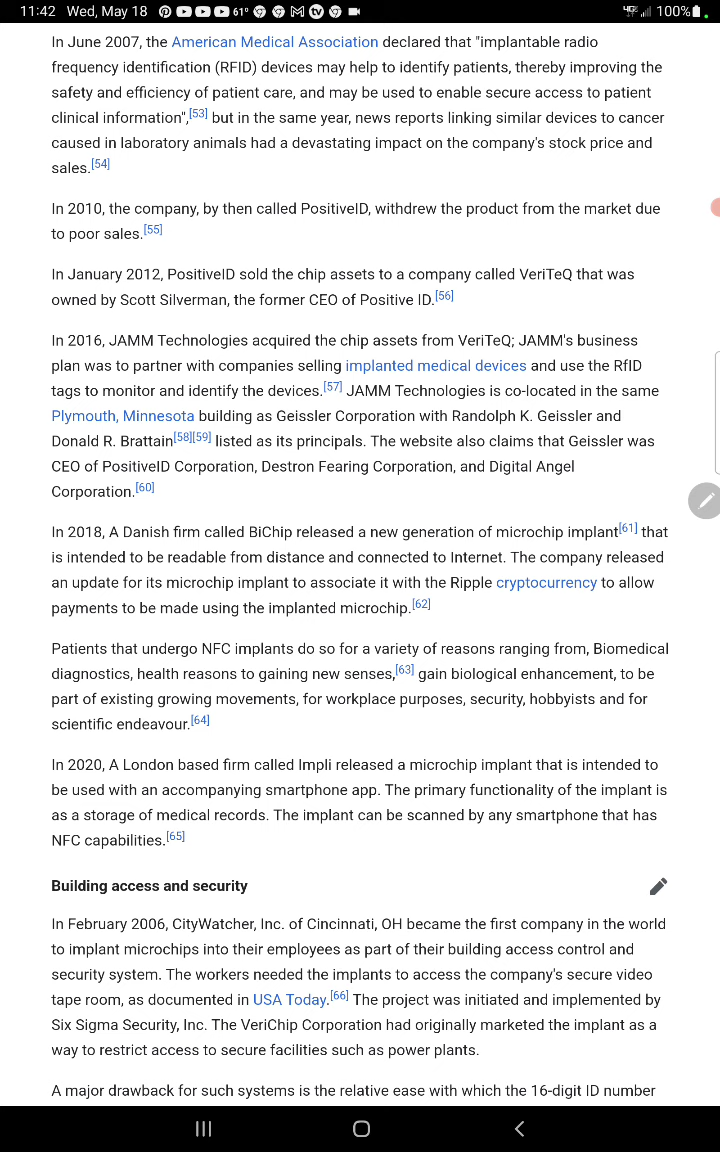 11:42 Wed, May 18 61° 100%
In June 2007, the American Medical Association declared that "implantable radio
frequency identification (RFID) devices may help to identify patients, thereby improving the
safety and efficiency of patient care, and may be used to enable secure access to patient
clinical information",[53] but in the same year, news reports linking similar devices to cancer
caused in laboratory animals had a devastating impact on the company's stock price and
sales.[54]
In 2010, the company, by then called PositiveID, withdrew the product from the market due
to poor sales.[55]
In January 2012, PositiveID sold the chip assets to a company called VeriTeQ that was
owned by Scott Silverman, the former CEO of Positive ID.[56]
In 2016, JAMM Technologies acquired the chip assets from VeriTeQ; JAMM's business
plan was to partner with companies selling implanted medical devices and use the RfID
tags to monitor and identify the devices.[57] JAMM Technologies is co-located in the same
Plymouth, Minnesota building as Geissler Corporation with Randolph K. Geissler and
Donald R. Brattain[58][59] listed as its principals. The website also claims that Geissler was
CEO of PositiveID Corporation, Destron Fearing Corporation, and Digital Angel
Corporation.[60]
In 2018, A Danish firm called BiChip released a new generation of microchip implant[61] that
is intended to be readable from distance and connected to Internet. The company released
an update for its microchip implant to associate it with the Ripple cryptocurrency to allow
payments to be made using the implanted microchip.[62]
Patients that undergo NFC implants do so for a variety of reasons ranging from, Biomedical
diagnostics, health reasons to gaining new senses,[63] gain biological enhancement, to be
part of existing growing movements, for workplace purposes, security, hobbyists and for
scientific endeavour.[64]
In 2020, A London based firm called Impli released a microchip implant that is intended to
be used with an accompanying smartphone app. The primary functionality of the implant is
as a storage of medical records. The implant can be scanned by any smartphone that has
NFC capabilities.[65]
Building access and security
In February 2006, CityWatcher, Inc. of Cincinnati, OH became the first company in the world
to implant microchips into their employees as part of their building access control and
security system. The workers needed the implants to access the company's secure video
tape room, as documented in USA Today.[66] The project was initiated and implemented by
Six Sigma Security, Inc. The VeriChip Corporation had originally marketed the implant as a
way to restrict access to secure facilities such as power plants.
A major drawback for such systems is the relative ease with which the 16-digit ID number